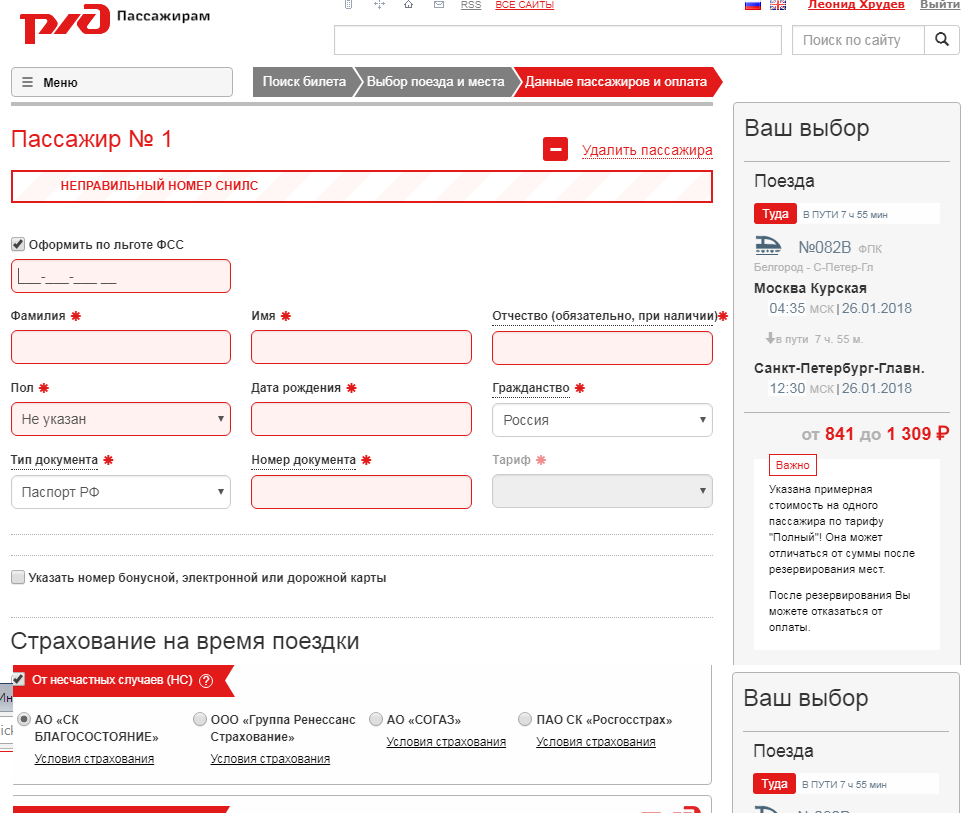 Пассажирам
RSS
ВСЕ САЙТЫ
Леонид Хрудев
Выйти
Поиск по сайту
Меню
Поиск билета
Выбор поезда и места
Данные пассажиров и оплата
Пассажир № 1
Удалить пассажира
НЕПРАВИЛЬНЫЙ НОМЕР СНИЛС
Оформить по льготе ФСС
___-___-___ __
Фамилия *
Имя *
Отчество (обязательно, при наличии)*
Пол *
Дата рождения *
Гражданство *
Не указан
Россия
Тип документа *
Номер документа *
Тариф *
Паспорт РФ
Указать номер бонусной, электронной или дорожной карты
Страхование на время поездки
От несчастных случаев (НС) ?
АО «СК
БЛАГОСОСТОЯНИЕ»
Условия страхования
ООО «Группа Ренессанс
Страхование»
Условия страхования
АО «СОГАЗ»
Условия страхования
ПАО СК «Росгосстрах»
Условия страхования
Ваш выбор
Поезда
Туда
В ПУТИ 7 ч 55 мин
№082В ФПК
Белгород - С-Петер-Гл
Москва Курская
04:35 МСК | 26.01.2018
в пути 7 ч. 55 м.
Санкт-Петербург-Главн.
12:30 МСК | 26.01.2018
от 841 до 1 309 ₽
Важно
Указана примерная
стоимость на одного
пассажира по тарифу
"Полный"! Она может
отличаться от суммы после
резервирования мест.
После резервирования Вы
можете отказаться от
оплаты.
Ваш выбор
Поезда
Туда
В ПУТИ 7 ч 55 мин